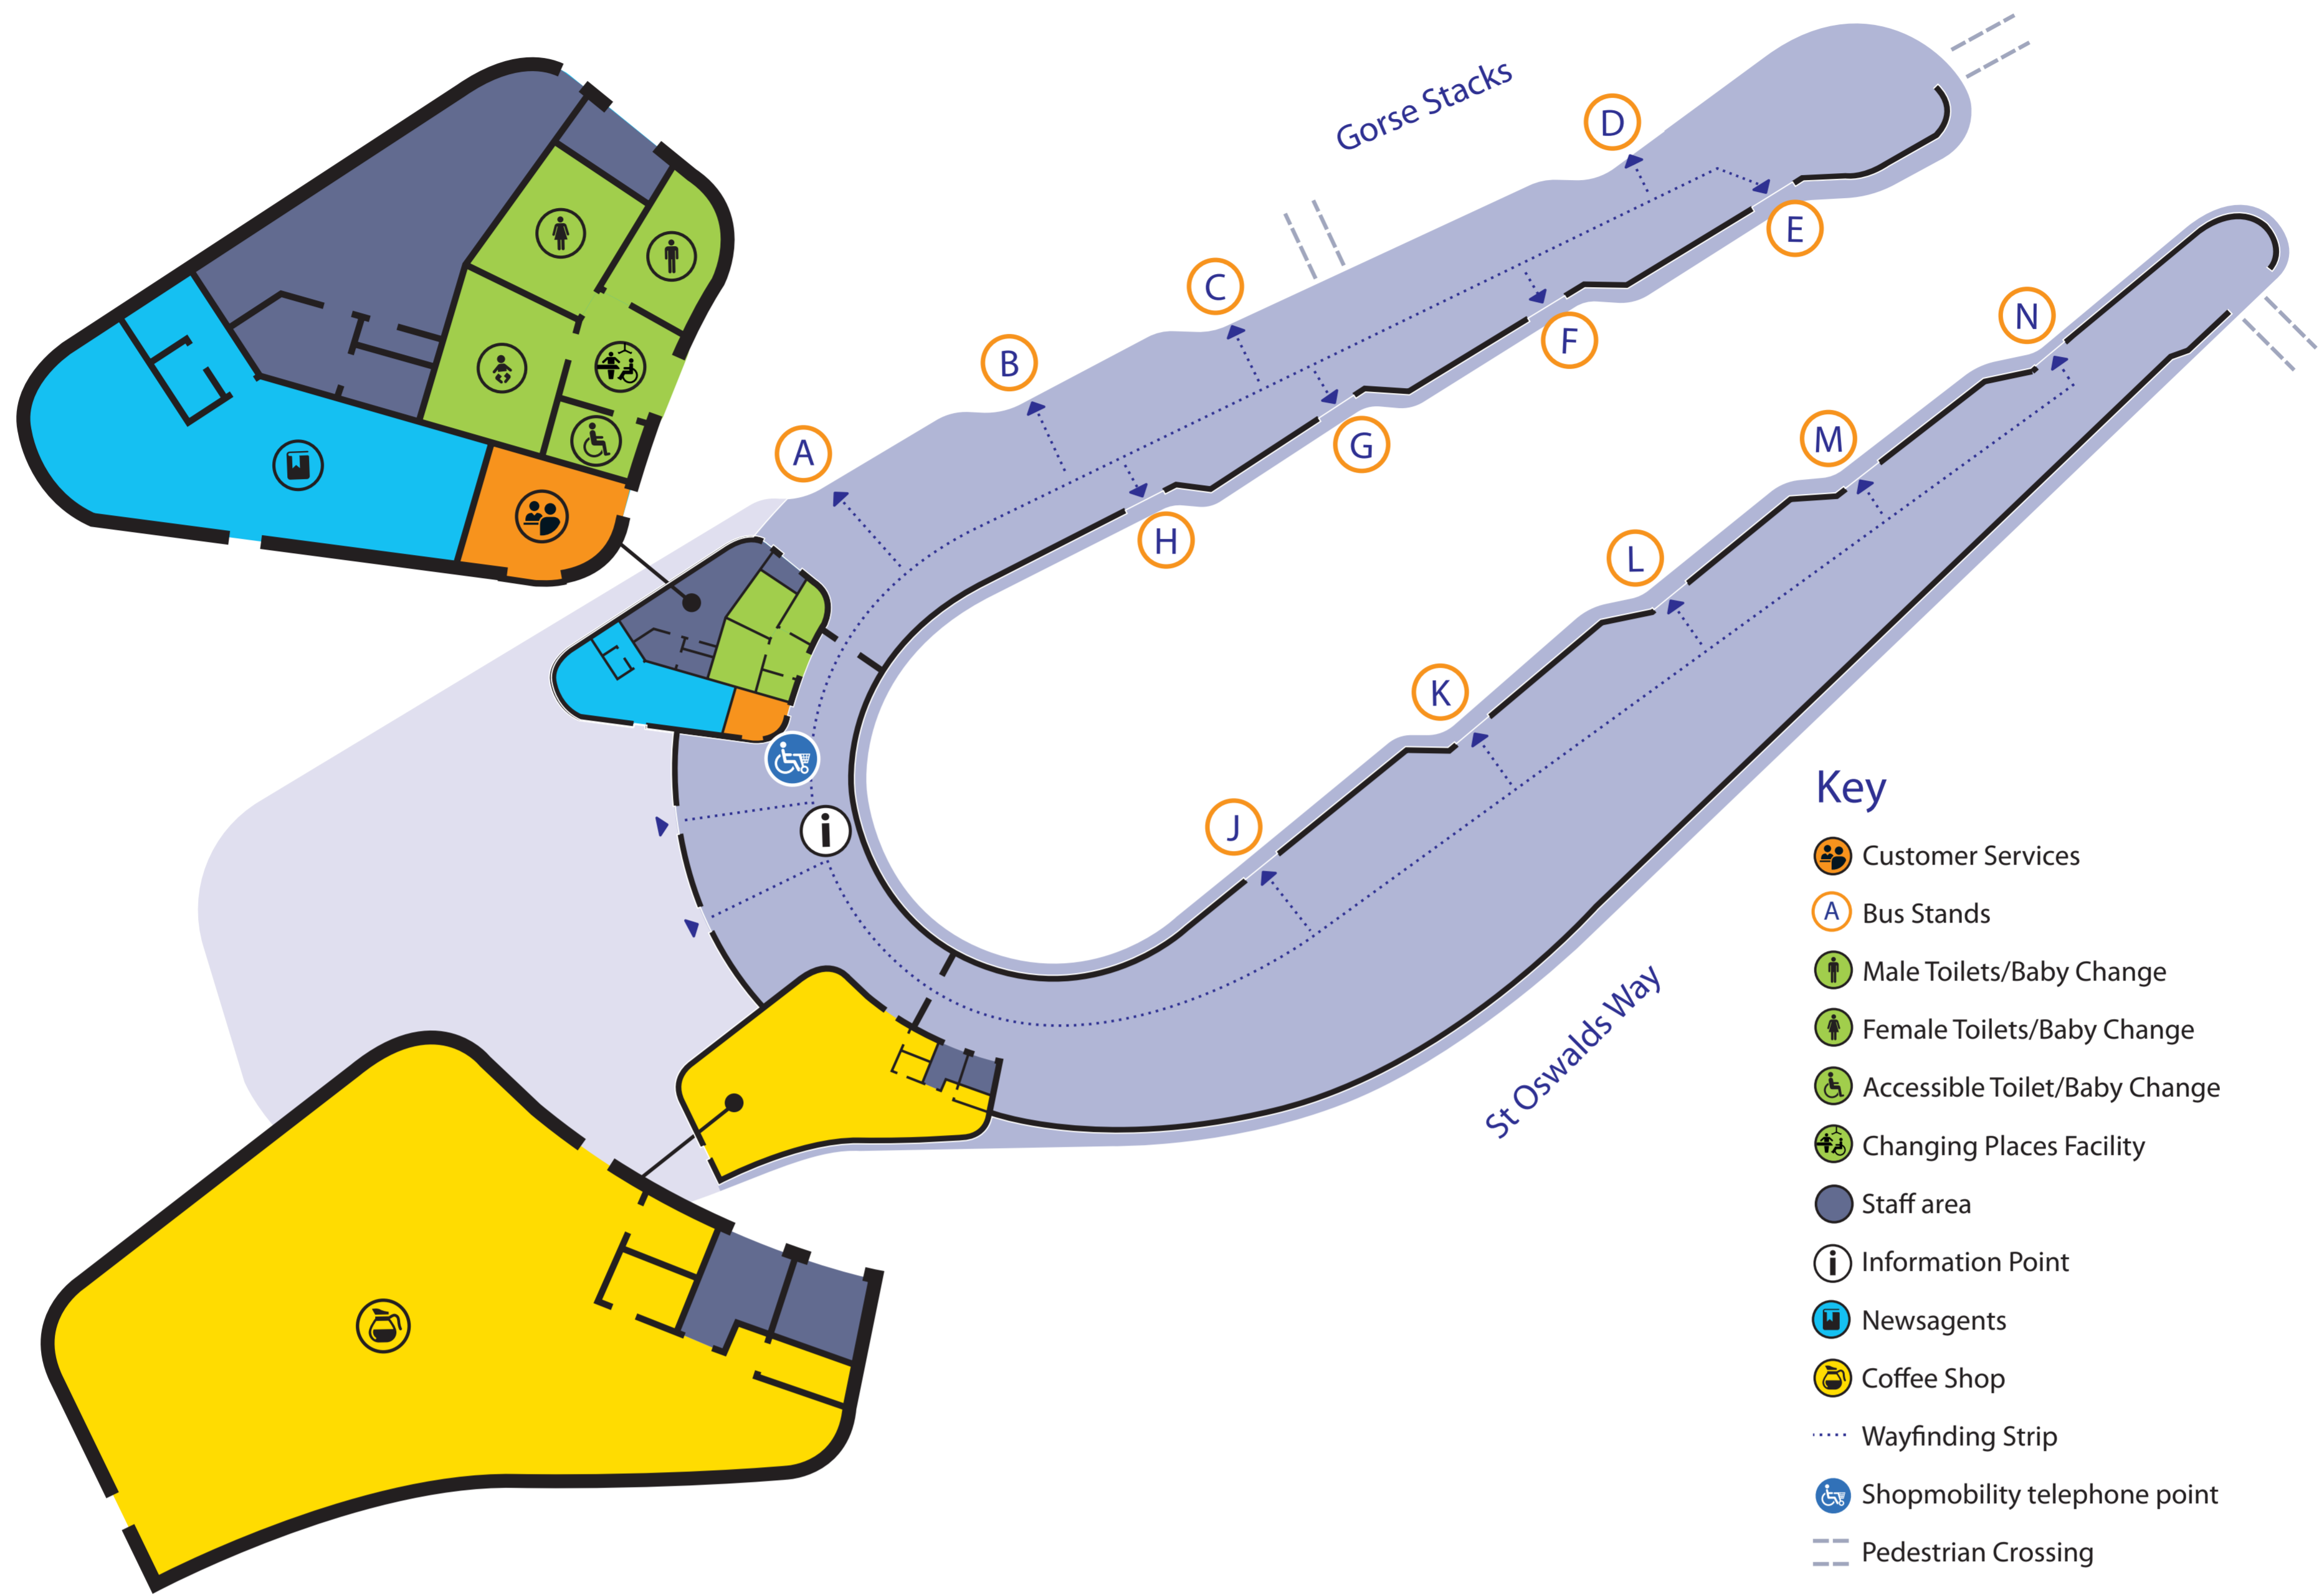 Gorse Stacks
A
B
C
D
E
F
G
H
J
K
L
M
N
i
St Oswalds Way
Key
Customer Services
A Bus Stands
Male Toilets/Baby Change
Female Toilets/Baby Change
Accessible Toilet/Baby Change
Changing Places Facility
Staff area
i Information Point
Newsagents
Coffee Shop
Wayfinding Strip
Shopmobility telephone point
Pedestrian Crossing